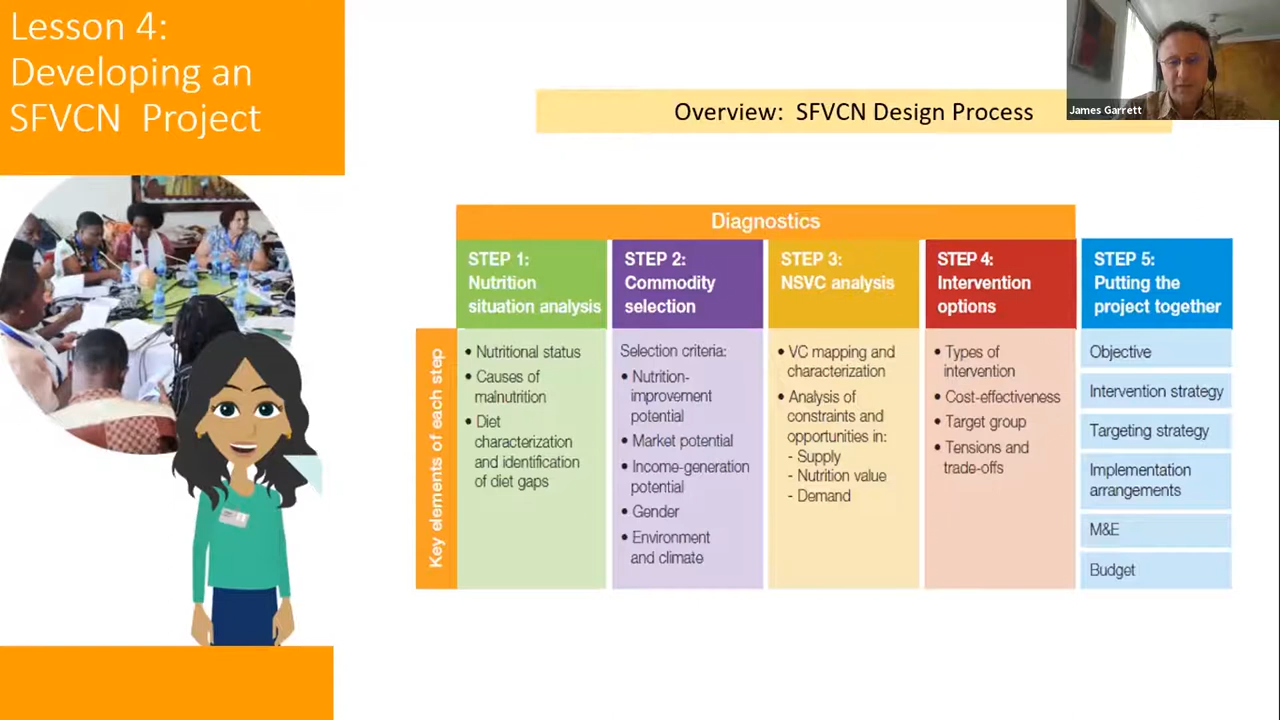 Lesson 4:
Developing an
SFVCN Project
James Garrett
Overview: SFVCN Design Process
Diagnostics
STEP 1:
Nutrition
situation analysis
STEP 2:
Commodity
selection
STEP 3:
NSVC analysis
STEP 4:
Intervention
options
STEP 5:
Putting the
project together
Key elements of each step
• Nutritional status
• Causes of
malnutrition
• Diet
characterization
and identification
of diet gaps
Selection criteria:
• Nutrition-
improvement
potential
• Market potential
• Income-generation
potential
• Gender
• Environment
and climate
• VC mapping and
characterization
• Analysis of
constraints and
opportunities in:
- Supply
- Nutrition value
- Demand
• Types of
intervention
• Cost-effectiveness
• Target group
• Tensions and
trade-offs
Objective
Intervention strategy
Targeting strategy
Implementation
arrangements
M&E
Budget